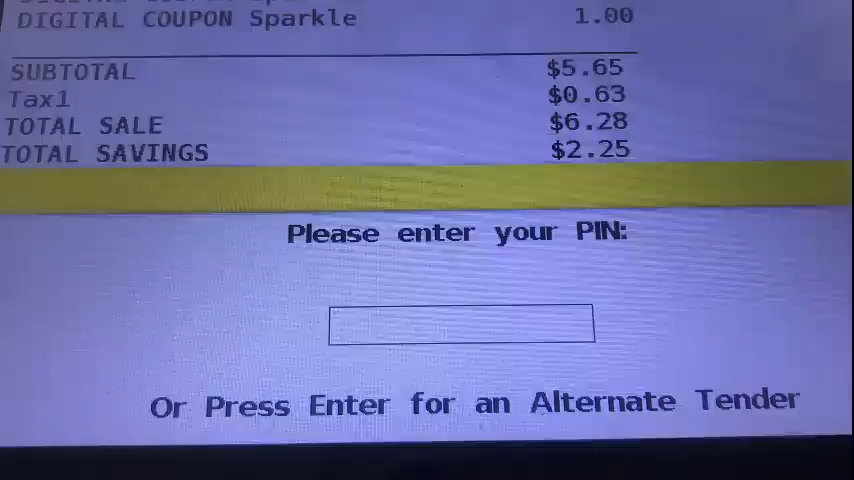 DIGITAL COUPON Sparkle 1.00
SUBTOTAL $5.65
Tax1 $0.63
TOTAL SALE $6.28
TOTAL SAVINGS $2.25
Please enter your PIN:
Or Press Enter for an Alternate Tender